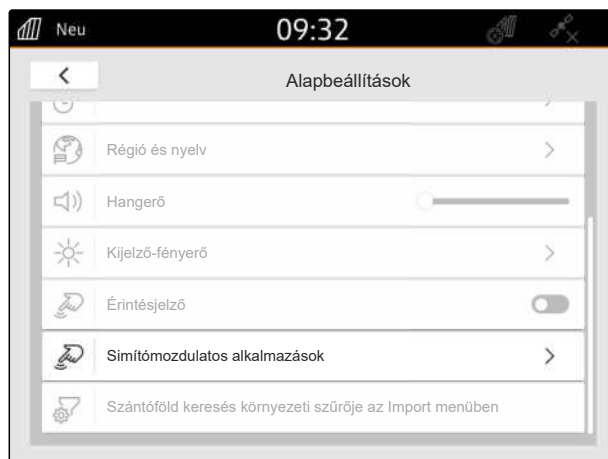 Neu
09:32
Alapbeállítások
Régió és nyelv
Hangerő
Kijelző-fényerő
Érintésjelző
Simítómozdulatos alkalmazások
Szántóföld keresés környezeti szűrője az Import menüben